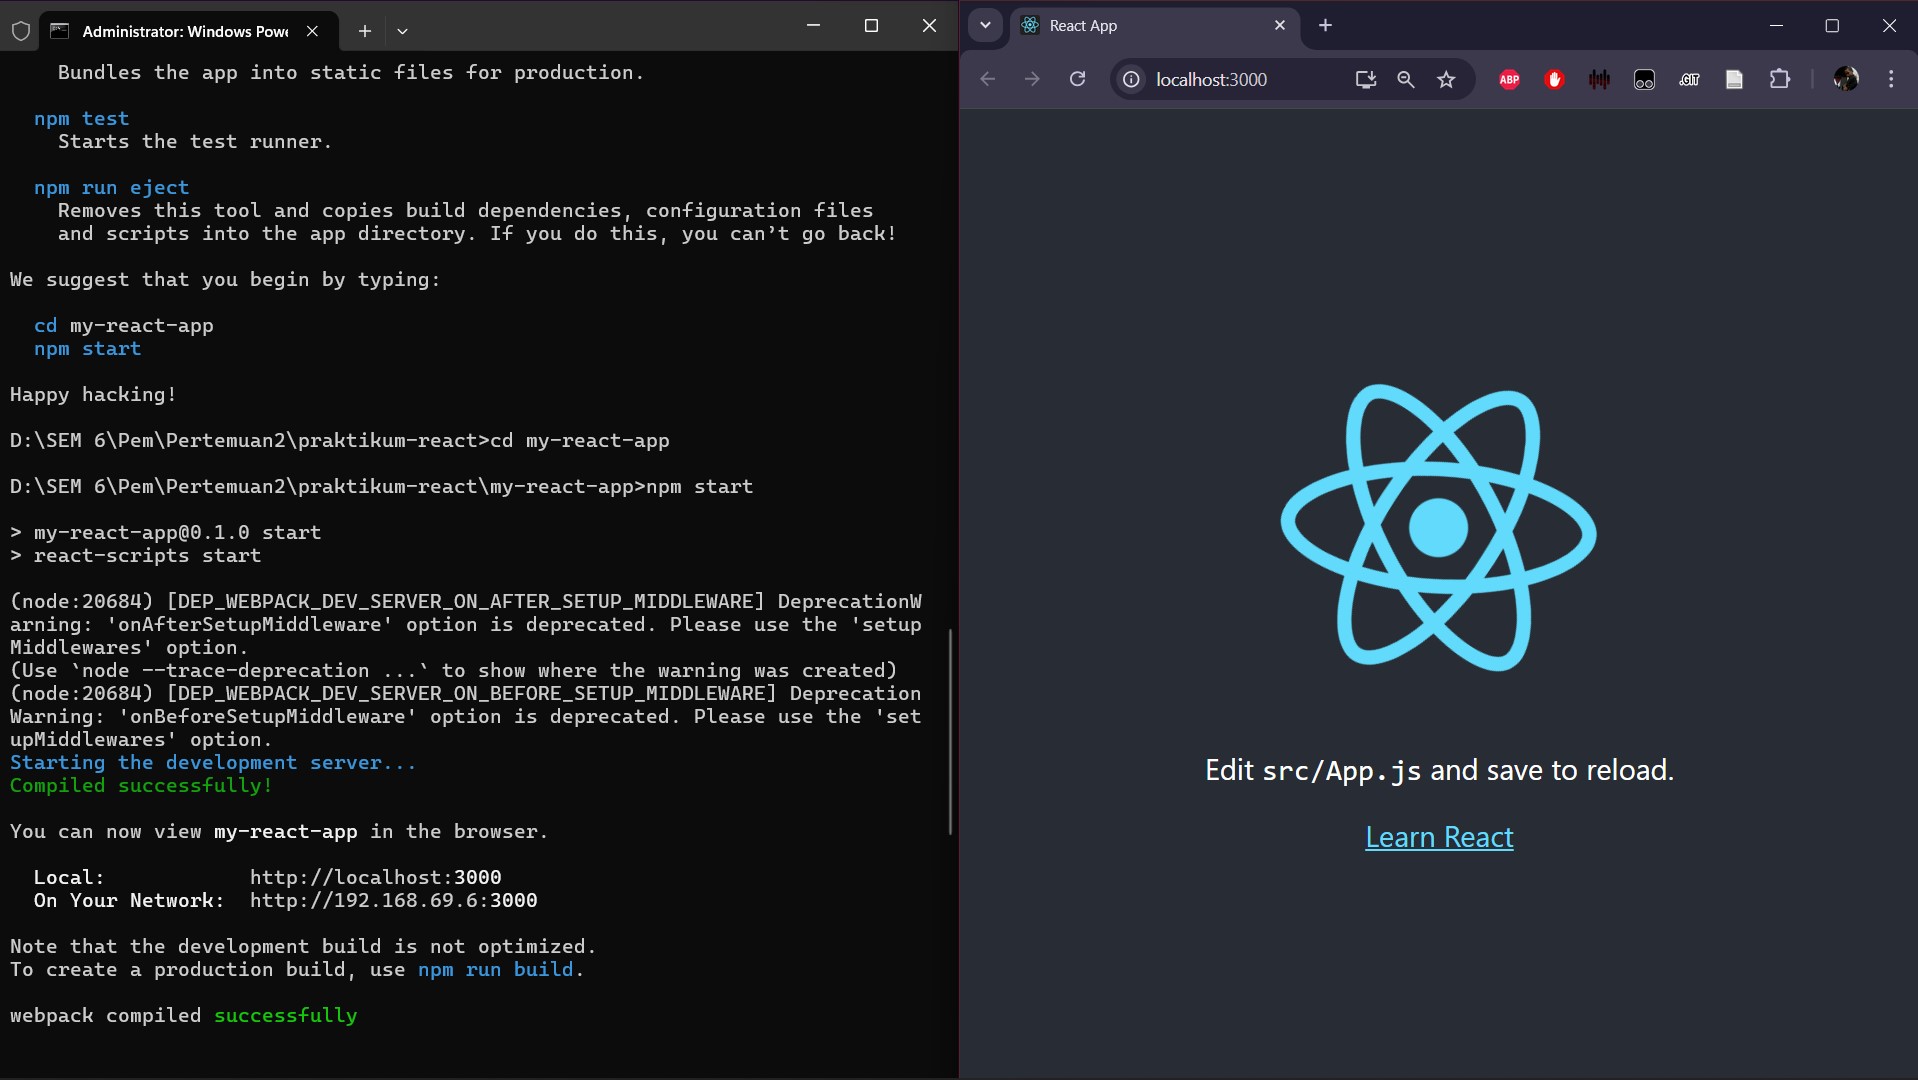 Administrator: Windows Powe
Bundles the app into static files for production.
npm test
Starts the test runner.
npm run eject
Removes this tool and copies build dependencies, configuration files
and scripts into the app directory. If you do this, you can’t go back!
We suggest that you begin by typing:
cd my-react-app
npm start
Happy hacking!
D:\SEM 6\Pem\Pertemuan2\praktikum-react>cd my-react-app
D:\SEM 6\Pem\Pertemuan2\praktikum-react\my-react-app>npm start
> my-react-app@0.1.0 start
> react-scripts start
(node:20684) [DEP_WEBPACK_DEV_SERVER_ON_AFTER_SETUP_MIDDLEWARE] DeprecationW
arning: 'onAfterSetupMiddleware' option is deprecated. Please use the 'setup
Middlewares' option.
(Use `node --trace-deprecation ...` to show where the warning was created)
(node:20684) [DEP_WEBPACK_DEV_SERVER_ON_BEFORE_SETUP_MIDDLEWARE] Deprecation
Warning: 'onBeforeSetupMiddleware' option is deprecated. Please use the 'set
upMiddlewares' option.
Starting the development server...
Compiled successfully!
You can now view my-react-app in the browser.
Local: http://localhost:3000
On Your Network: http://192.168.69.6:3000
Note that the development build is not optimized.
To create a production build, use npm run build.
webpack compiled successfully
React App
localhost:3000
ABP
.GIT
Edit src/App.js and save to reload.
Learn React